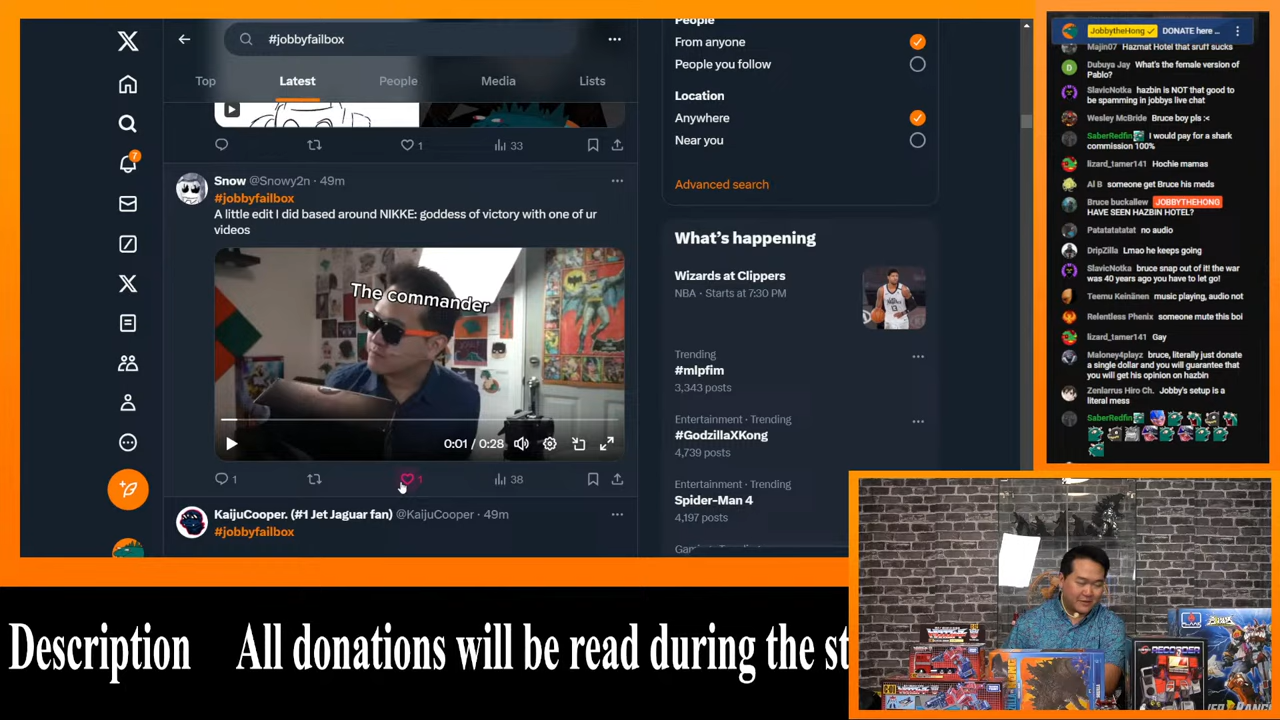 #jobbyfailbox
Top
Latest
People
Media
Lists
1
33
Snow @Snowy2n · 49m
#jobbyfailbox
A little edit I did based around NIKKE: goddess of victory with one of ur
videos
The commander
0:01 / 0:28
1
1
38
KaijuCooper. (#1 Jet Jaguar fan) @KaijuCooper · 49m
#jobbyfailbox
7
People
From anyone
People you follow
Location
Anywhere
Near you
Advanced search
What's happening
Wizards at Clippers
NBA · Starts at 7:30 PM
Trending
#mlpfim
3,343 posts
Entertainment · Trending
#GodzillaXKong
4,739 posts
Entertainment · Trending
Spider-Man 4
4,197 posts
JobbytheHong DONATE here ...
Majin07 Hazmat Hotel that sruff sucks
Dubuya Jay What's the female version of
Pablo?
SlavicNotka hazbin is NOT that good to
be spamming in jobbys live chat
Wesley McBride Bruce boy pls :<
SaberRedfin I would pay for a shark
commission 100%
lizard_tamer141 Hochie mamas
Al B someone get Bruce his meds
Bruce buckallew JOBBYTHEHONG
HAVE SEEN HAZBIN HOTEL?
Patatatatatat no audio
DripZilla Lmao he keeps going
SlavicNotka bruce snap out of it! the war
was 40 years ago you have to let go!
Teemu Keinänen music playing, audio not
Relentless Phenix someone mute this boi
lizard_tamer141 Gay
Maloney4playz bruce, literally just donate
a single dollar and you will guarantee that
you will get his opinion on hazbin
Zenlarrus Hiro Ch. Jobby's setup is a
literal mess
SaberRedfin
Description All donations will be read during the st
RECORDER